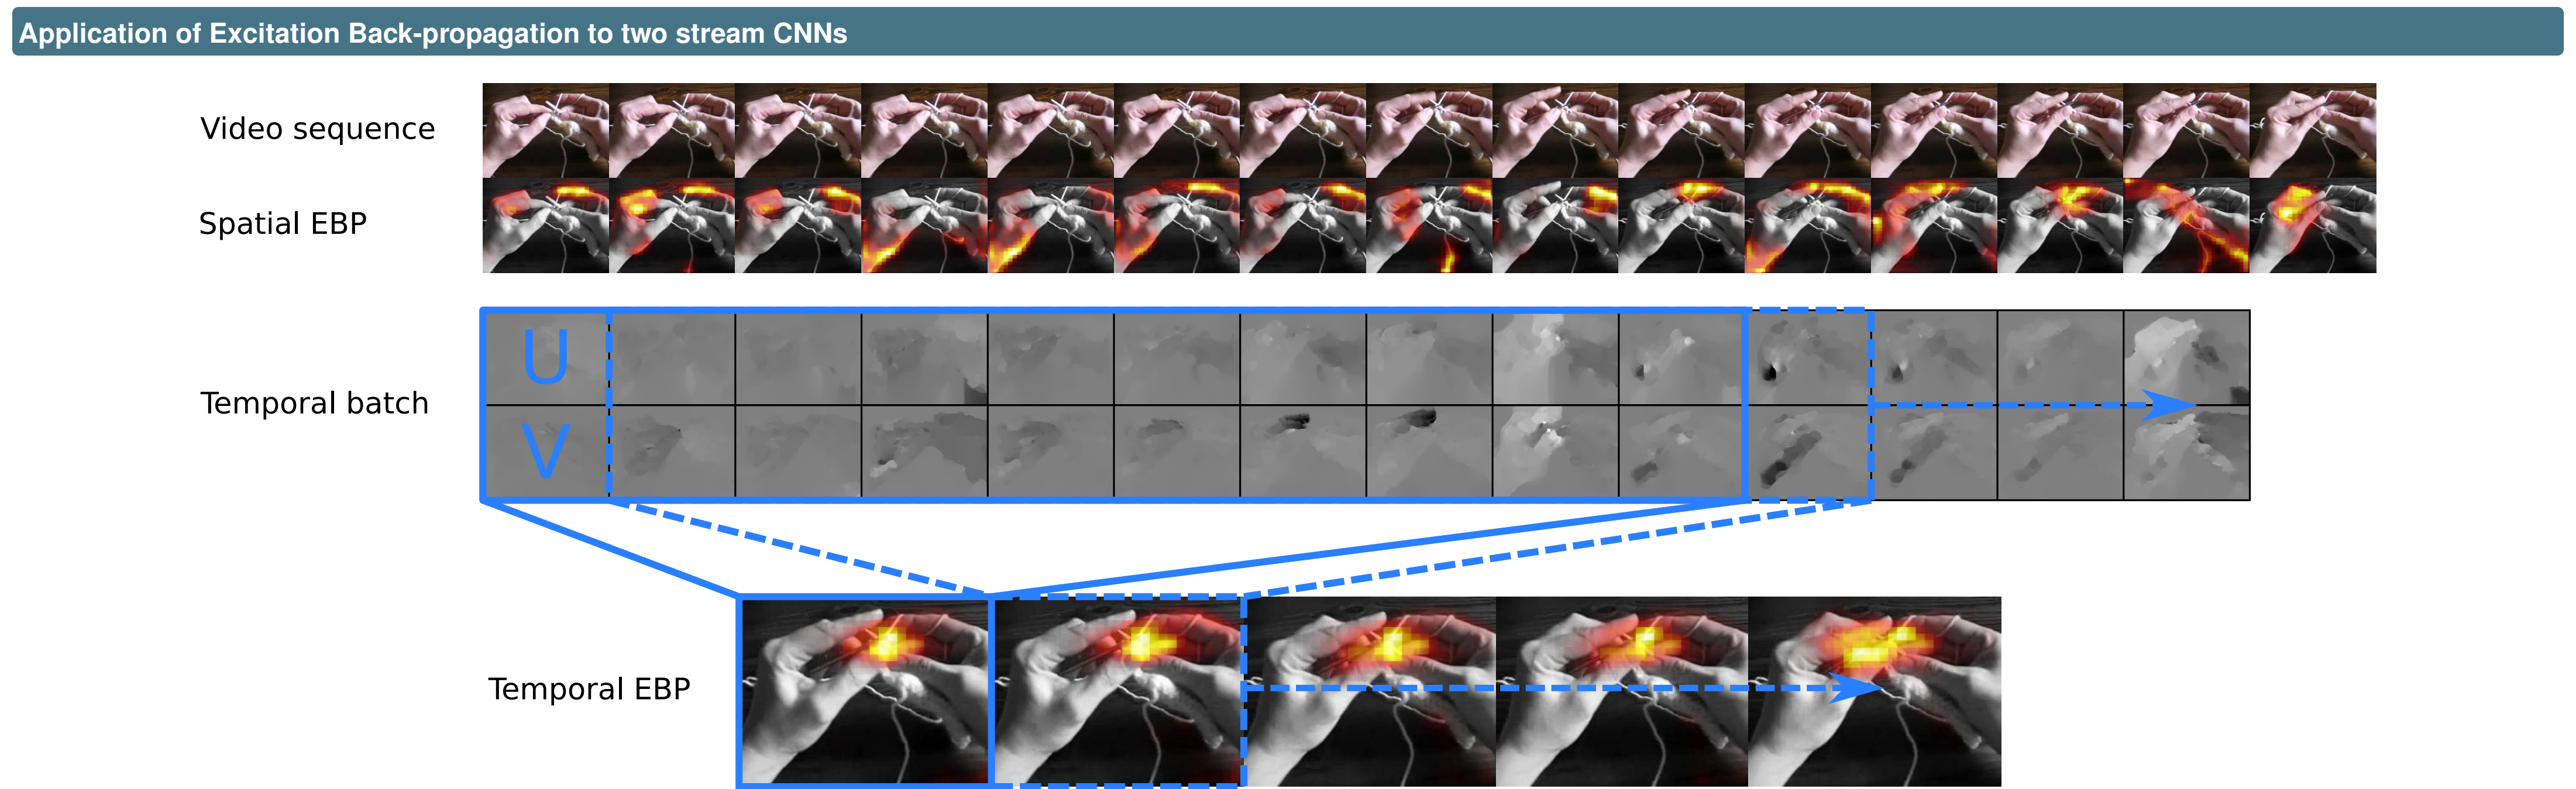 Application of Excitation Back-propagation to two stream CNNs
Video sequence
Spatial EBP
U
Temporal batch
V
Temporal EBP